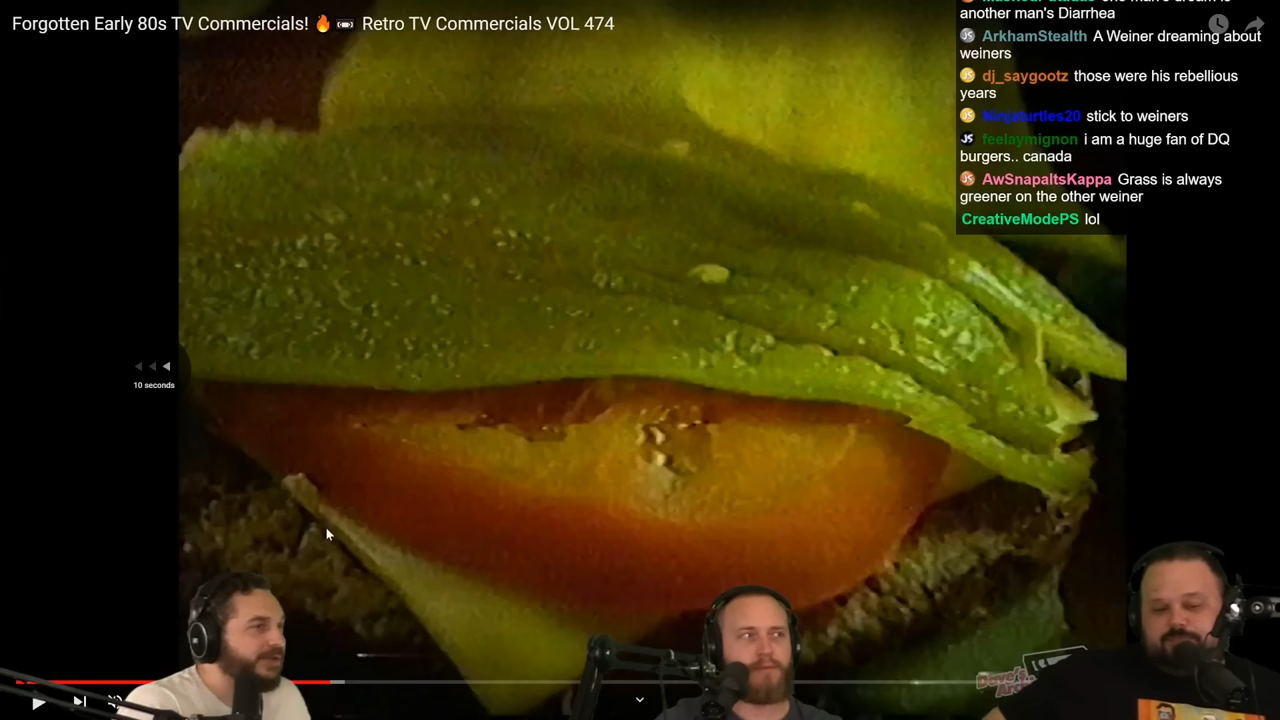 Forgotten Early 80s TV Commercials! 🔥 📼 Retro TV Commercials VOL 474
another man's Diarrhea
ArkhamStealth A Weiner dreaming about
weiners
dj_saygootz those were his rebellious
years
Ninjaturtles20 stick to weiners
feelaymignon i am a huge fan of DQ
burgers.. canada
AwSnapItsKappa Grass is always
greener on the other weiner
CreativeModePS lol
10 seconds
Dave's